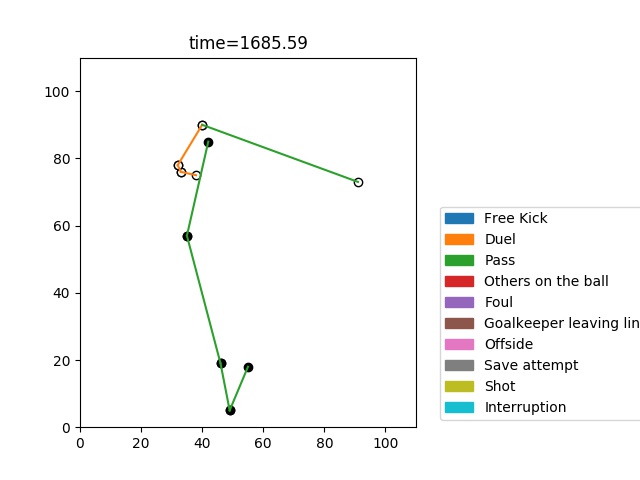 time=1685.59
100
80
60
40
20
0
0 20 40 60 80 100
Free Kick
Duel
Pass
Others on the ball
Foul
Goalkeeper leaving lin
Offside
Save attempt
Shot
Interruption